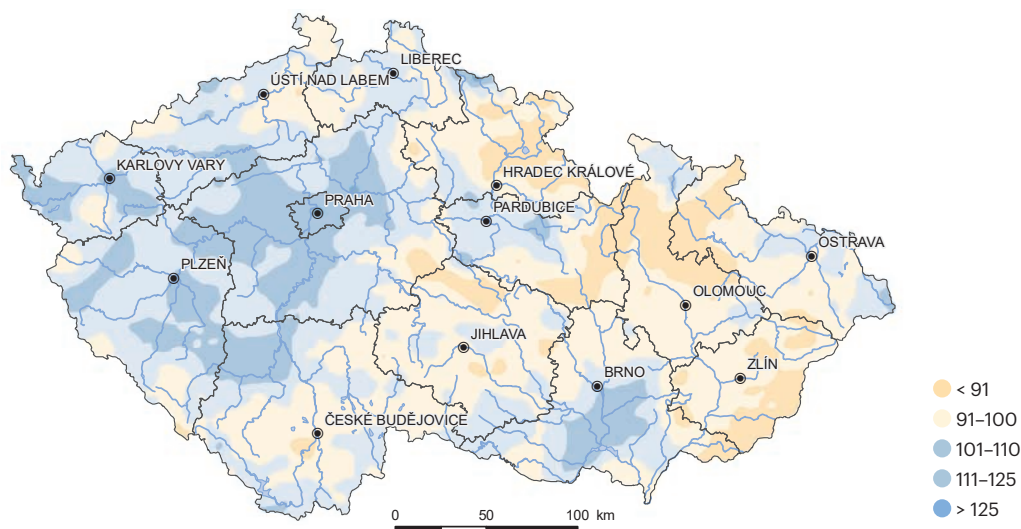 LIBEREC
ÚSTÍ NAD LABEM
KARLOVY VARY
HRADEC KRÁLOVÉ
PRAHA
PARDUBICE
OSTRAVA
PLZEŇ
OLOMOUC
JIHLAVA
BRNO
ZLÍN
ČESKÉ BUDĚJOVICE
< 91
91–100
101–110
111–125
> 125
0 50 100 km